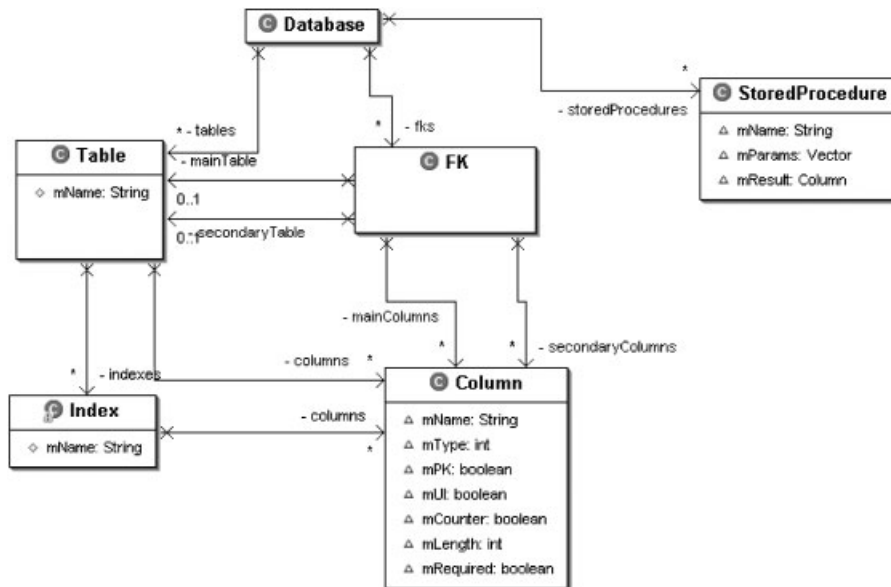 C Database
*
- storedProcedures
C StoredProcedure
mName: String
mParams: Vector
mResult: Column
* - tables
* - fks
C Table
mName: String
- mainTable
0..1
0..1
- secondaryTable
C FK
- mainColumns
*
* - secondaryColumns
* - indexes
- columns *
C Index
mName: String
- columns
*
C Column
mName: String
mType: int
mPK: boolean
mUI: boolean
mCounter: boolean
mLength: int
mRequired: boolean